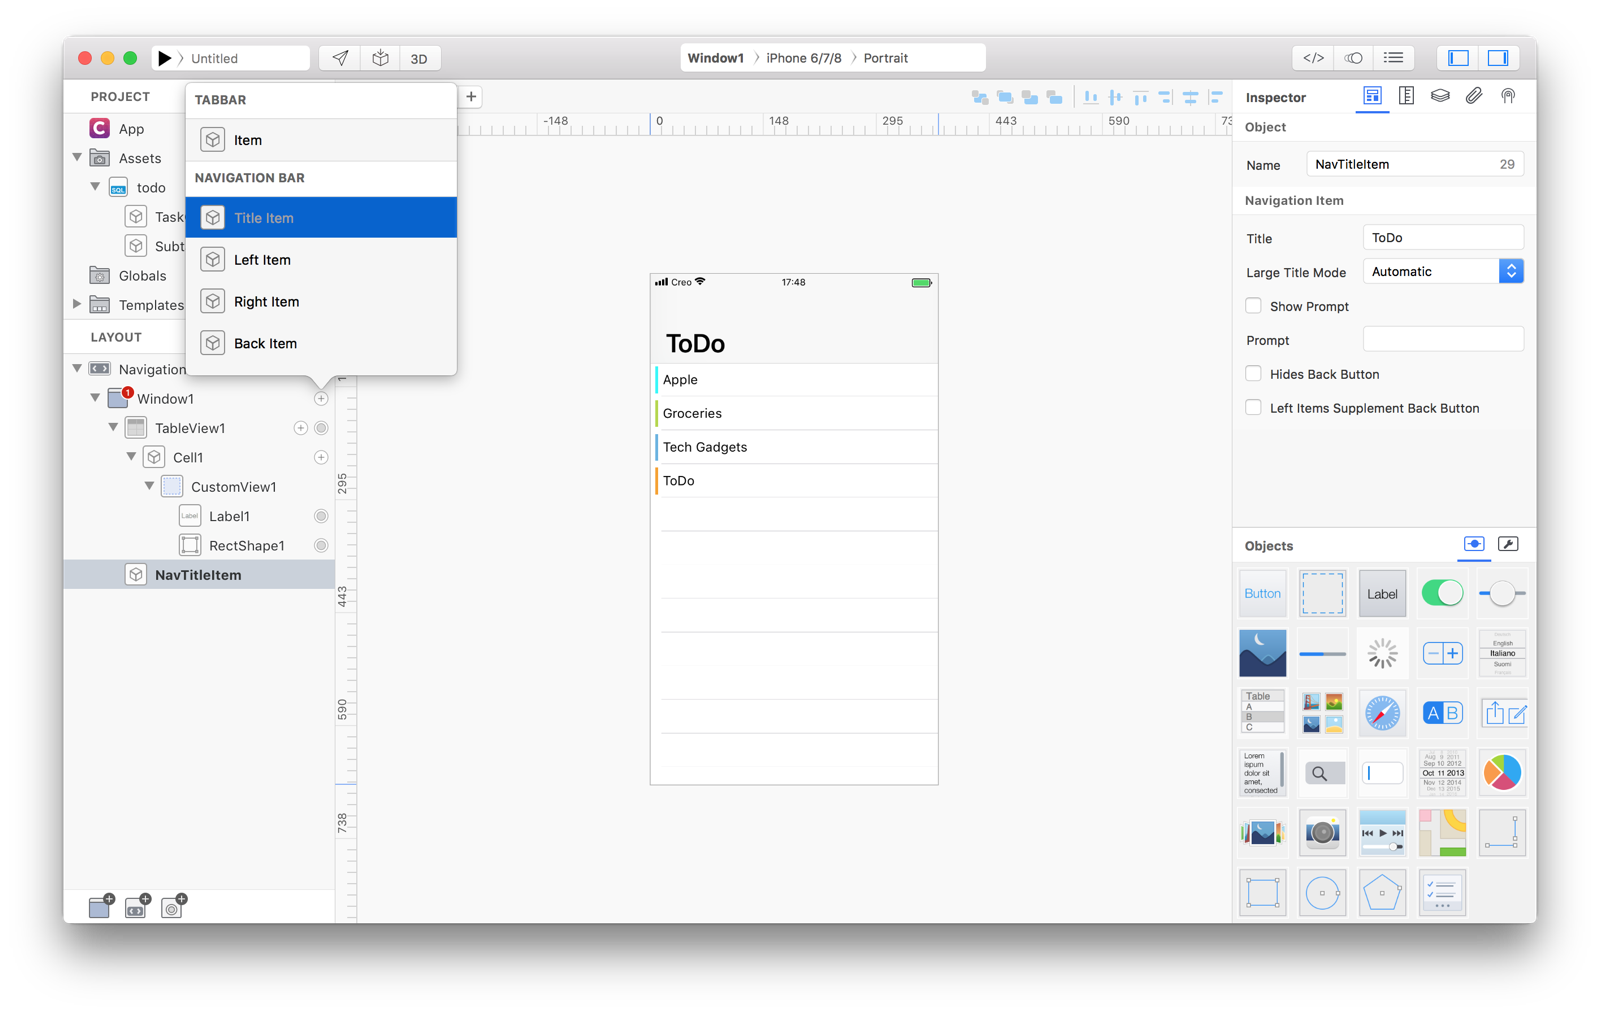 Untitled
3D
Window1
iPhone 6/7/8
Portrait
</>
PROJECT
App
Assets
todo
SQL
Task
Subt
Globals
Templates
TABBAR
Item
NAVIGATION BAR
Title Item
Left Item
Right Item
Back Item
LAYOUT
Navigation
1
Window1
TableView1
Cell1
CustomView1
Label
Label1
RectShape1
NavTitleItem
-148
0
148
295
443
590
73
295
443
590
738
Creo
17:48
ToDo
Apple
Groceries
Tech Gadgets
ToDo
Inspector
Object
Name
NavTitleItem
29
Navigation Item
Title
ToDo
Large Title Mode
Automatic
Show Prompt
Prompt
Hides Back Button
Left Items Supplement Back Button
Objects
Button
Label
English
Italiano
Suomi
Table
A
B
C
A B
Lorem
ipsum
dolor sit
amet,
consected
Aug 9 2011
Sep 10 2012
Oct 11 2013
Nov 12 2014
Dec 13 2015